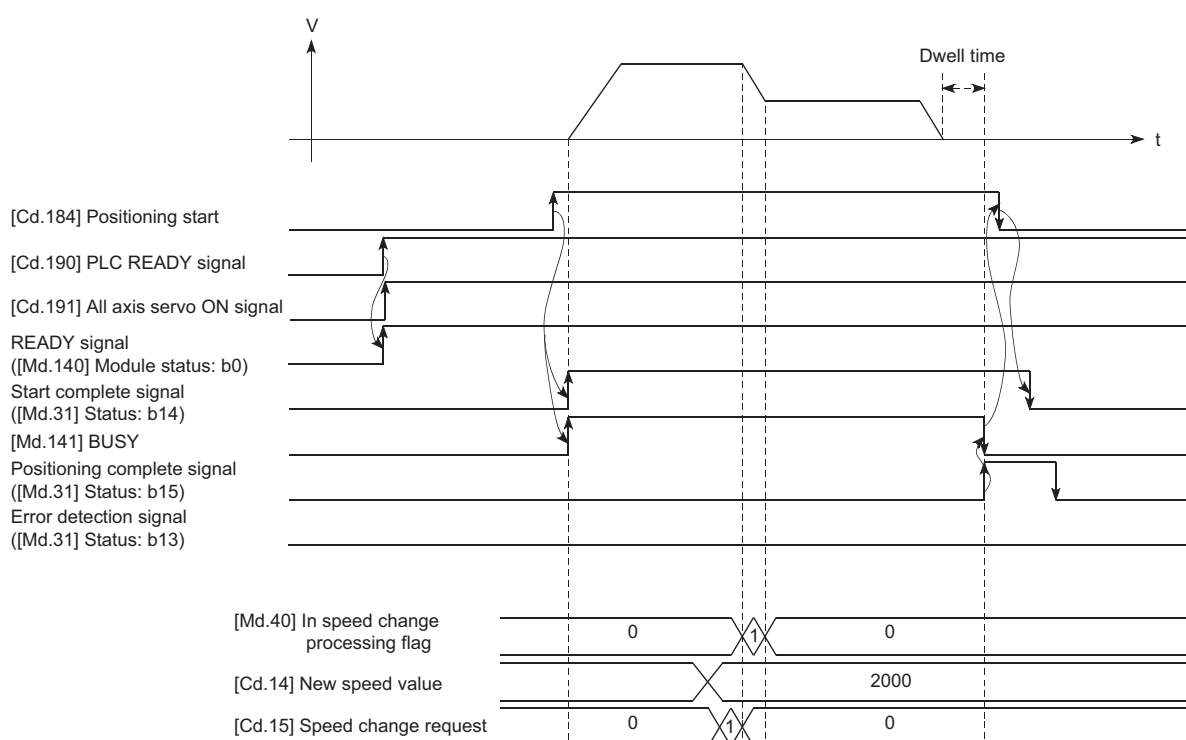 V
Dwell time
t
[Cd.184] Positioning start
[Cd.190] PLC READY signal
[Cd.191] All axis servo ON signal
READY signal
([Md.140] Module status: b0)
Start complete signal
([Md.31] Status: b14)
[Md.141] BUSY
Positioning complete signal
([Md.31] Status: b15)
Error detection signal
([Md.31] Status: b13)
[Md.40] In speed change
processing flag
0 1 0
[Cd.14] New speed value 2000
[Cd.15] Speed change request 0 1 0